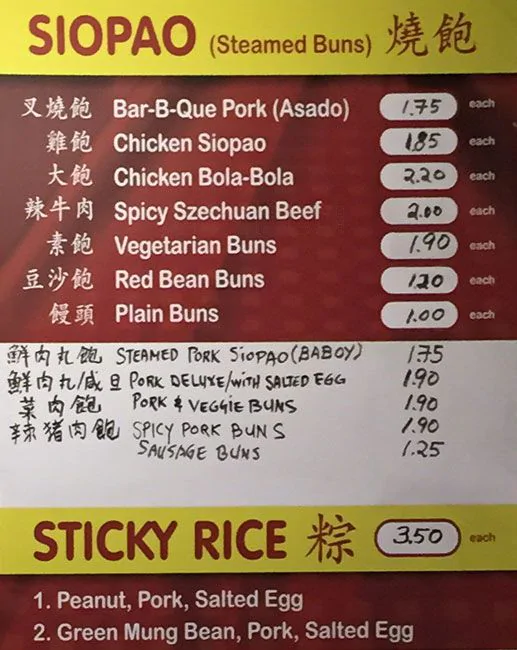 SIOPAO (Steamed Buns) 燒飽
叉燒飽 Bar-B-Que Pork (Asado) 1.75 each
雞飽 Chicken Siopao 1.85 each
大飽 Chicken Bola-Bola 2.20 each
辣牛肉 Spicy Szechuan Beef 2.00 each
素飽 Vegetarian Buns 1.90 each
豆沙飽 Red Bean Buns 1.20 each
饅頭 Plain Buns 1.00 each
鮮肉丸飽 STEAMED PORK SIOPAO (BABOY) 1.75
鮮肉丸/咸旦 PORK DELUXE/WITH SALTED EGG 1.90
菜肉飽 PORK & VEGGIE BUNS 1.90
辣猪肉飽 SPICY PORK BUNS 1.90
SAUSAGE BUNS 1.25
STICKY RICE 粽 3.50 each
1. Peanut, Pork, Salted Egg
2. Green Mung Bean, Pork, Salted Egg